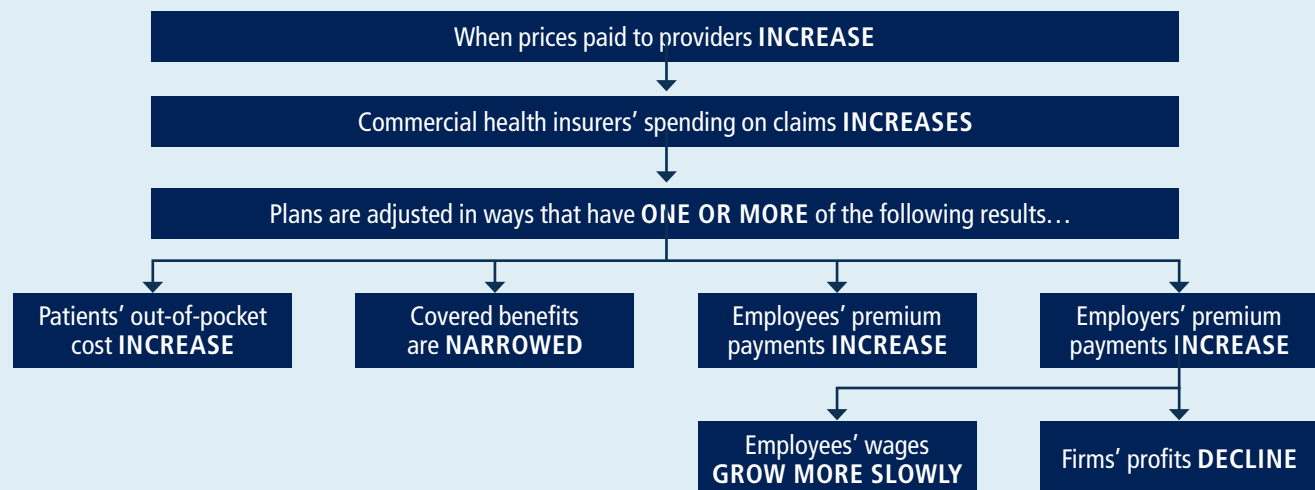 When prices paid to providers INCREASE
Commercial health insurers’ spending on claims INCREASES
Plans are adjusted in ways that have ONE OR MORE of the following results…
Patients’ out-of-pocket
cost INCREASE
Covered benefits
are NARROWED
Employees’ premium
payments INCREASE
Employers’ premium
payments INCREASE
Employees’ wages
GROW MORE SLOWLY
Firms’ profits DECLINE